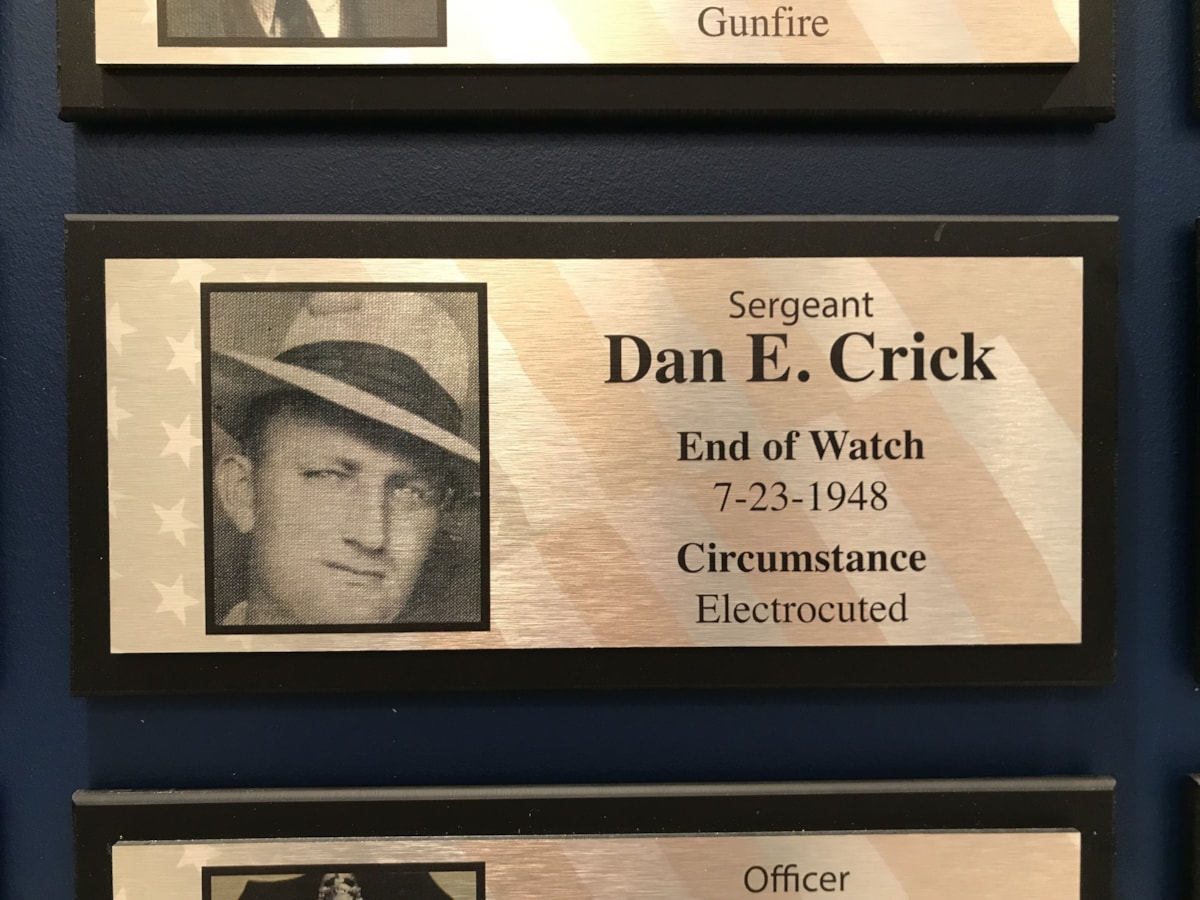 Gunfire
Sergeant
Dan E. Crick
End of Watch
7-23-1948
Circumstance
Electrocuted
Officer